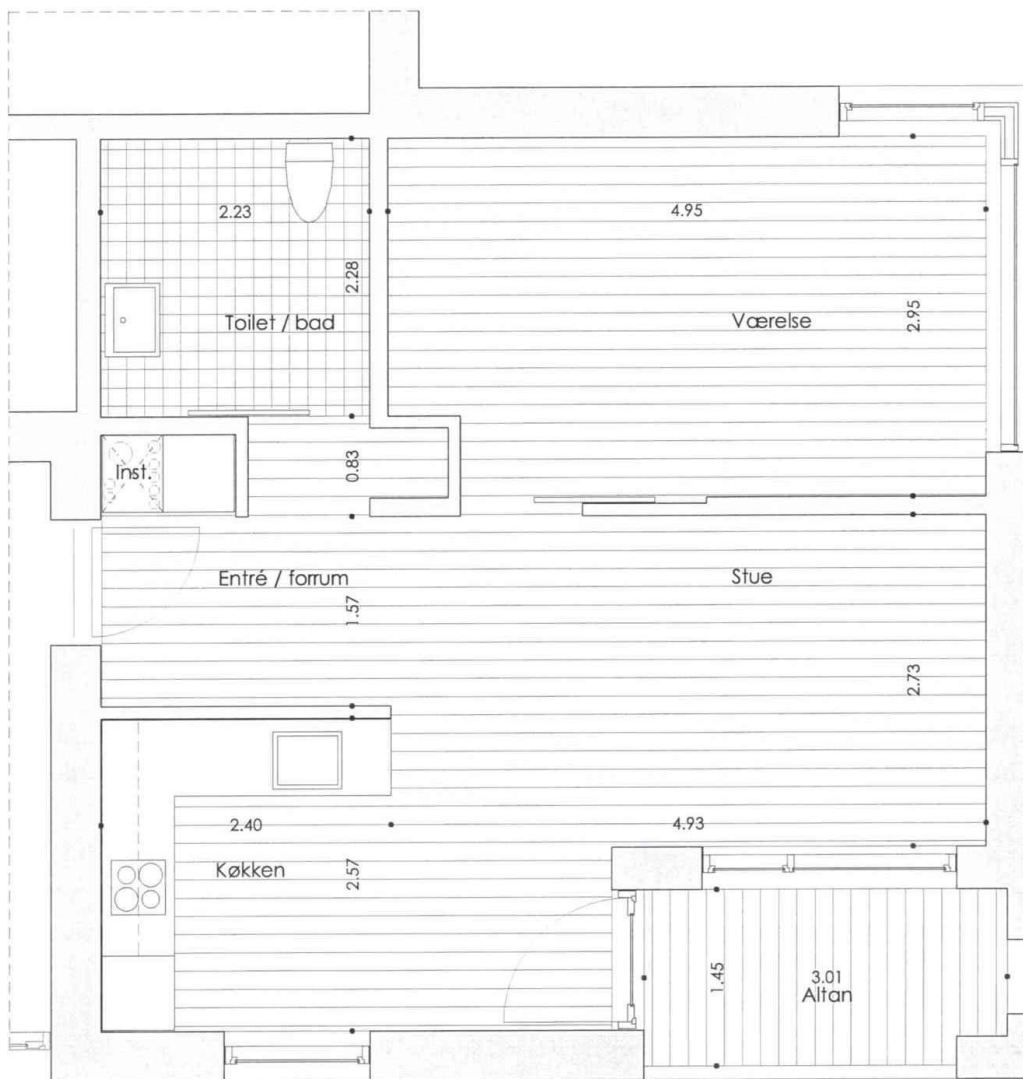 2.23
4.95
2.28
Toilet / bad
Værelse
2.95
Inst.
0.83
Entré / forrum
Stue
1.57
2.73
2.40
4.93
Køkken
2.57
1.45
3.01
Altan